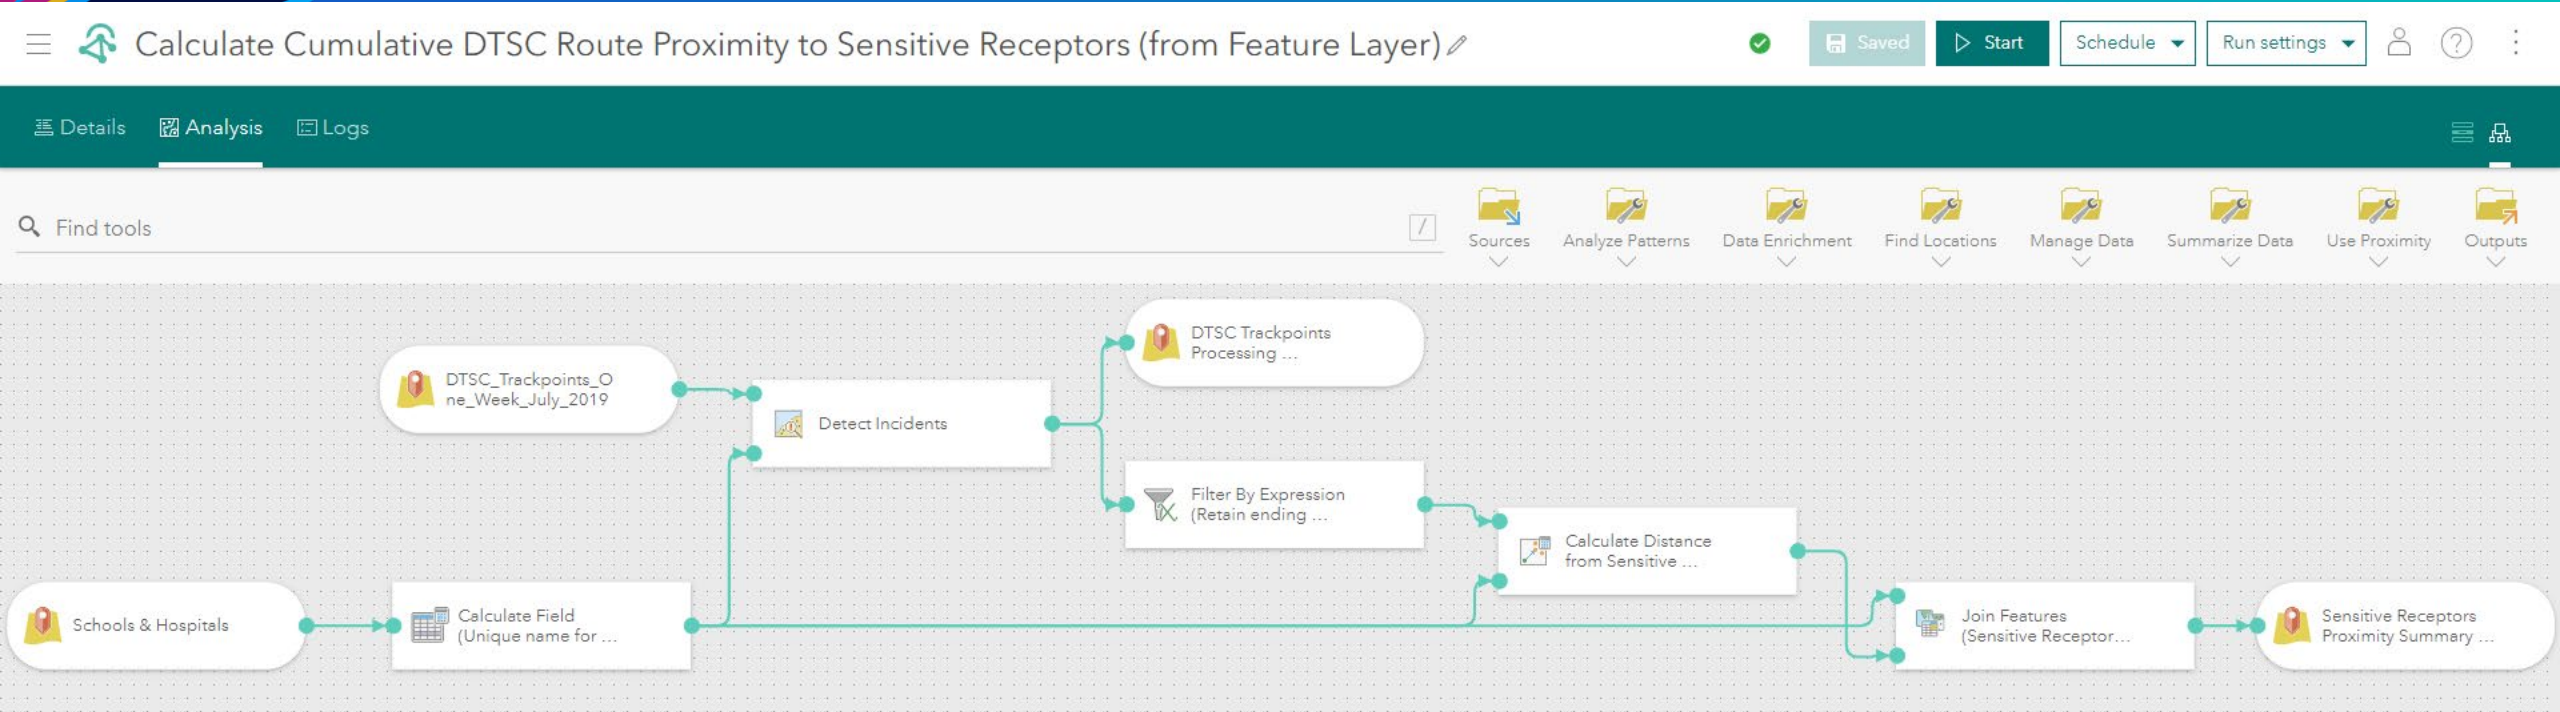 Calculate Cumulative DTSC Route Proximity to Sensitive Receptors (from Feature Layer)
Saved
Start
Schedule
Run settings
?
Details
Analysis
Logs
Find tools
/
Sources
Analyze Patterns
Data Enrichment
Find Locations
Manage Data
Summarize Data
Use Proximity
Outputs
DTSC Trackpoints
Processing ...
DTSC_Trackpoints_O
ne_Week_July_2019
Detect Incidents
Filter By Expression
(Retain ending ...
Calculate Distance
from Sensitive ...
Schools & Hospitals
Calculate Field
(Unique name for ...
Join Features
(Sensitive Receptor...
Sensitive Receptors
Proximity Summary ...